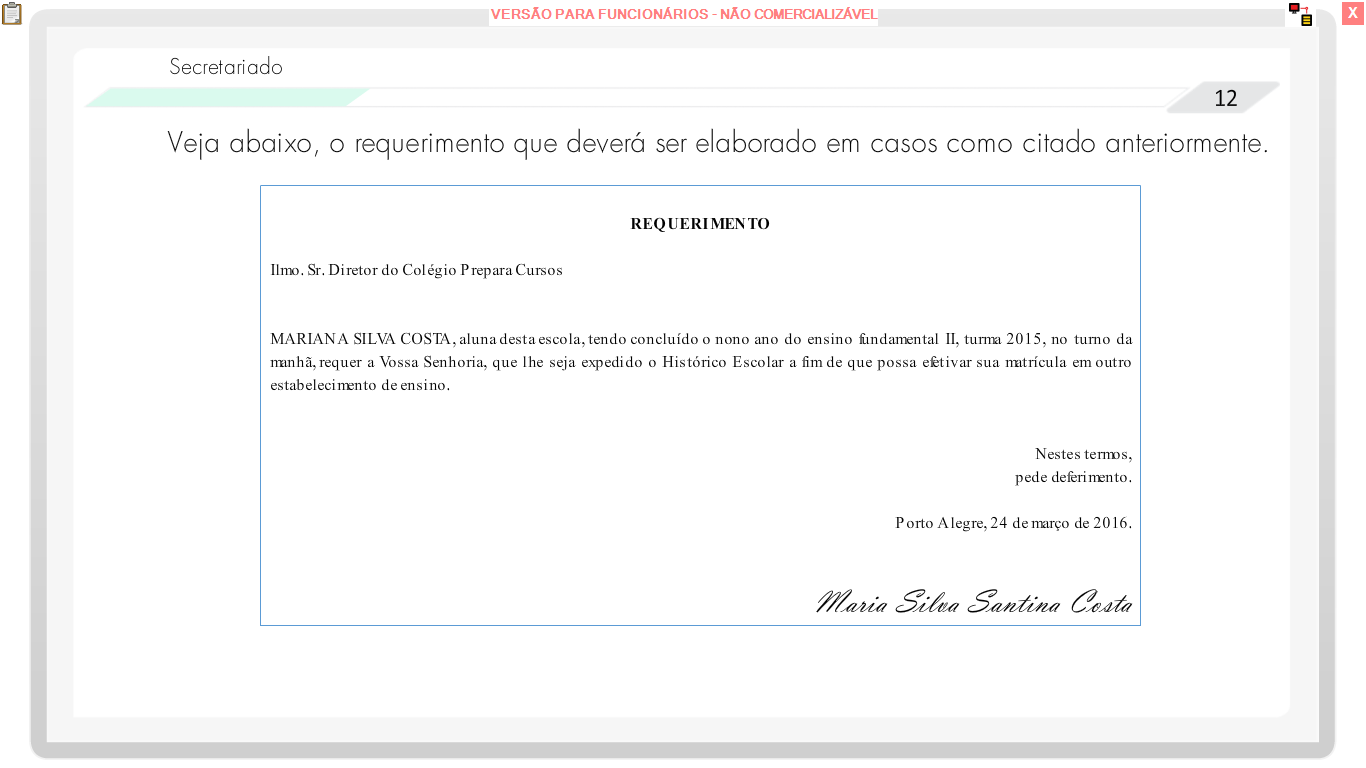 VERSÃO PARA FUNCIONÁRIOS - NÃO COMERCIALIZÁVEL
X
Secretariado
12
Veja abaixo, o requerimento que deverá ser elaborado em casos como citado anteriormente.
REQUERIMENTO
Ilmo. Sr. Diretor do Colégio Prepara Cursos
MARIANA SILVA COSTA, aluna desta escola, tendo concluído o nono ano do ensino fundamental II, turma 2015, no turno da
manhã, requer a Vossa Senhoria, que lhe seja expedido o Histórico Escolar a fim de que possa efetivar sua matrícula em outro
estabelecimento de ensino.
Nestes termos,
pede deferimento.
Porto Alegre, 24 de março de 2016.
Maria Silva Santina Costa